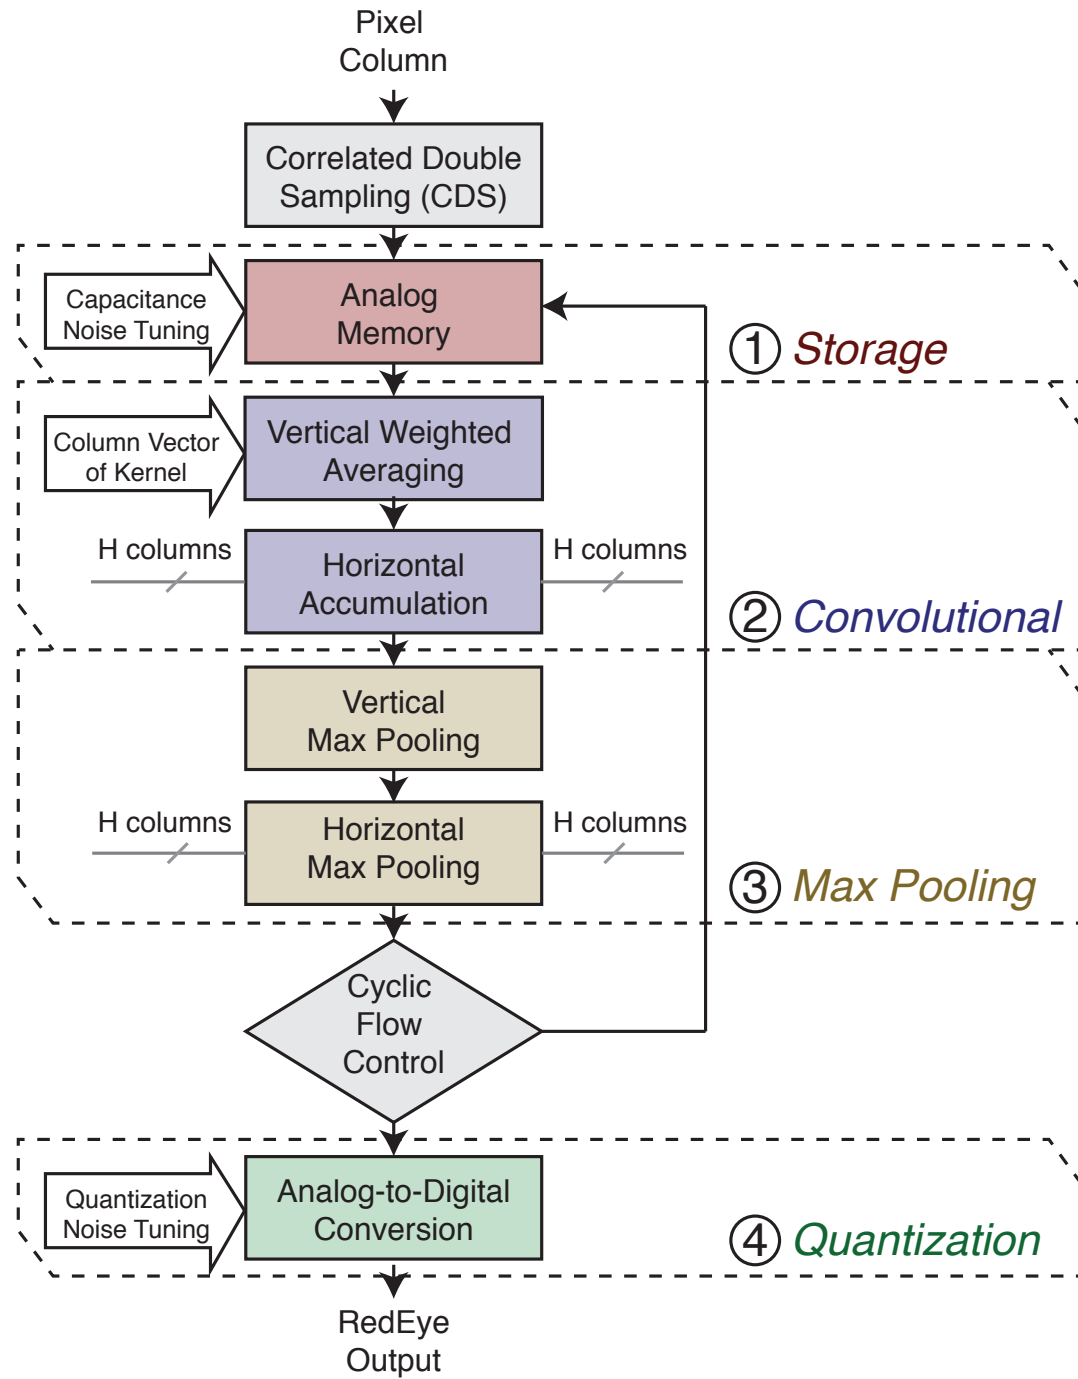 Pixel
Column
Correlated Double
Sampling (CDS)
Capacitance
Noise Tuning
Analog
Memory
1 Storage
Column Vector
of Kernel
Vertical Weighted
Averaging
H columns
Horizontal
Accumulation
H columns
2 Convolutional
Vertical
Max Pooling
H columns
Horizontal
Max Pooling
H columns
3 Max Pooling
Cyclic
Flow
Control
Quantization
Noise Tuning
Analog-to-Digital
Conversion
4 Quantization
RedEye
Output